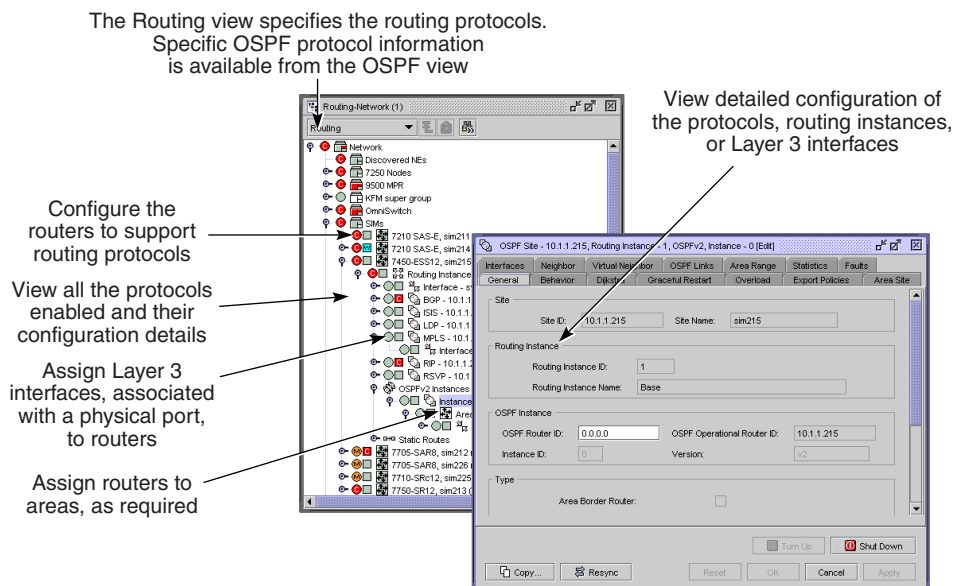 The Routing view specifies the routing protocols.
Specific OSPF protocol information
is available from the OSPF view
View detailed configuration of
the protocols, routing instances,
or Layer 3 interfaces
Configure the
routers to support
routing protocols
View all the protocols
enabled and their
configuration details
Assign Layer 3
interfaces, associated
with a physical port,
to routers
Assign routers to
areas, as required
Routing-Network (1)
Routing
Network
Discovered NEs
7250 Nodes
9500 MPR
KFM super group
OmniSwitch
SIMs
7210 SAS-E, sim211
7210 SAS-E, sim214
7450-ESS12, sim215
Routing Instance
Interface - s
BGP - 10.1.1
ISIS - 10.1.1
LDP - 10.1.1
MPLS - 10.1.
Interface
RIP - 10.1.1.2
RSVP - 10.1
OSPFv2 Instances
Instance
Area
Static Routes
7705-SAR8, sim212
7705-SAR8, sim226
7710-SRc12, sim225
7750-SR12, sim213 (
OSPF Site - 10.1.1.215, Routing Instance - 1, OSPFv2, Instance - 0 [Edit]
Interfaces Neighbor Virtual Neighbor OSPF Links Area Range Statistics Faults
General Behavior Dijkstra Graceful Restart Overload Export Policies Area Site
Site
Site ID: 10.1.1.215 Site Name: sim215
Routing Instance
Routing Instance ID: 1
Routing Instance Name: Base
OSPF Instance
OSPF Router ID: 0.0.0.0 OSPF Operational Router ID: 10.1.1.215
Instance ID: 0 Version: v2
Type
Area Border Router:
Turn Up Shut Down
Copy... Resync Reset OK Cancel Apply